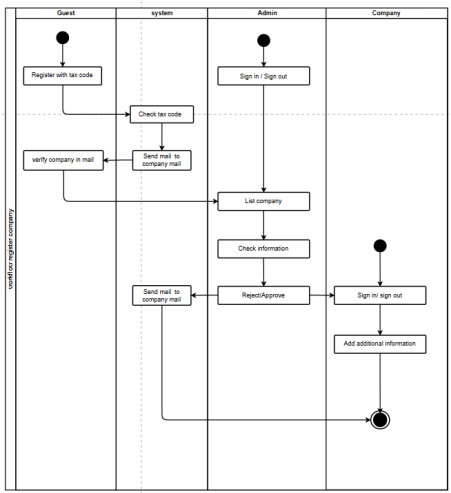 Guest
system
Admin
Company
Register with tax code
Sign in / Sign out
Check tax code
verify company in mail
Send mail to
company mail
List company
Check information
workflow register company
Send mail to
company mail
Reject/Approve
Sign in/ sign out
Add additional information